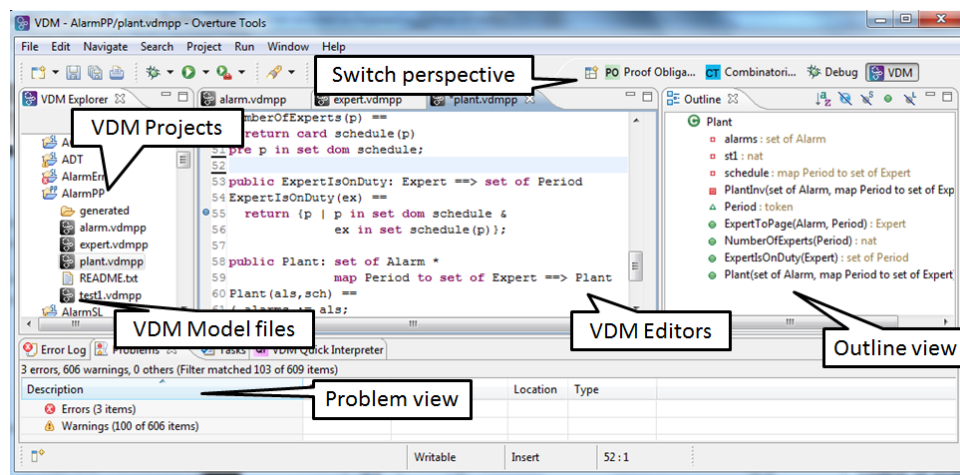 VDM - AlarmPP/plant.vdmpp - Overture Tools
File Edit Navigate Search Project Run Window Help
Switch perspective
PO Proof Obliga... CT Combinatori... Debug VDM
VDM Explorer
alarm.vdmpp expert.vdmpp *plant.vdmpp
Outline
VDM Projects
ADT
AlarmErr
AlarmPP
generated
alarm.vdmpp
expert.vdmpp
plant.vdmpp
README.txt
test1.vdmpp
AlarmSL
VDM Model files
NumberOfExperts(p) ==
return card schedule(p)
51 pre p in set dom schedule;
52
53 public ExpertIsOnDuty: Expert ==> set of Period
54 ExpertIsOnDuty(ex) ==
55 return {p | p in set dom schedule &
56 ex in set schedule(p)};
57
58 public Plant: set of Alarm *
59 map Period to set of Expert ==> Plant
60 Plant(als,sch) ==
alarms := als;
VDM Editors
Plant
alarms : set of Alarm
st1 : nat
schedule : map Period to set of Expert
PlantInv(set of Alarm, map Period to set of Exp
Period : token
ExpertToPage(Alarm, Period) : Expert
NumberOfExperts(Period) : nat
ExpertIsOnDuty(Expert) : set of Period
Plant(set of Alarm, map Period to set of Expert
Outline view
Error Log Problems Tasks VDM Quick Interpreter
3 errors, 606 warnings, 0 others (Filter matched 103 of 609 items)
Description Location Type
Problem view
Errors (3 items)
Warnings (100 of 606 items)
Writable Insert 52 : 1